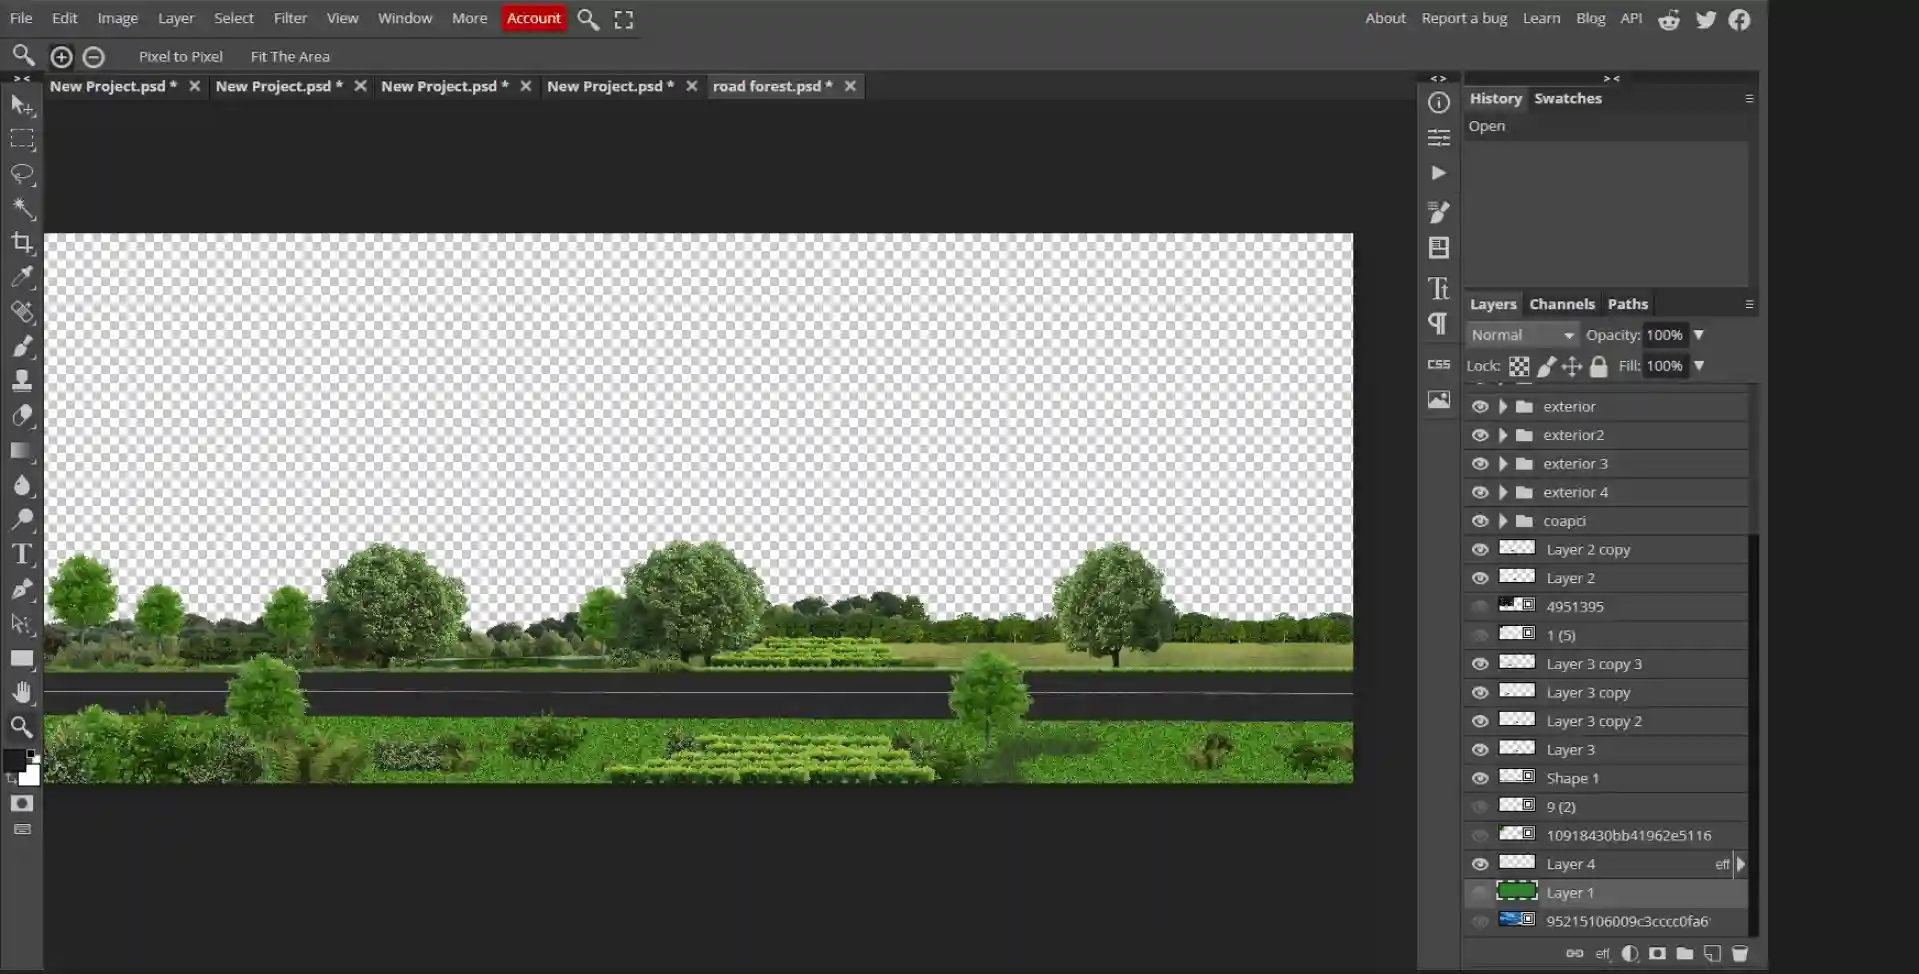 File Edit Image Layer Select Filter View Window More Account About Report a bug Learn Blog API
Pixel to Pixel Fit The Area
New Project.psd * New Project.psd * New Project.psd * New Project.psd * road forest.psd *
History Swatches
Open
Layers Channels Paths
Normal Opacity: 100%
Lock: Fill: 100%
CSS
exterior
exterior2
exterior 3
exterior 4
coapci
Layer 2 copy
Layer 2
4951395
1 (5)
Layer 3 copy 3
Layer 3 copy
Layer 3 copy 2
Layer 3
Shape 1
9 (2)
10918430bb41962e5116
Layer 4 eff
Layer 1
95215106009c3cccc0fa6
eff